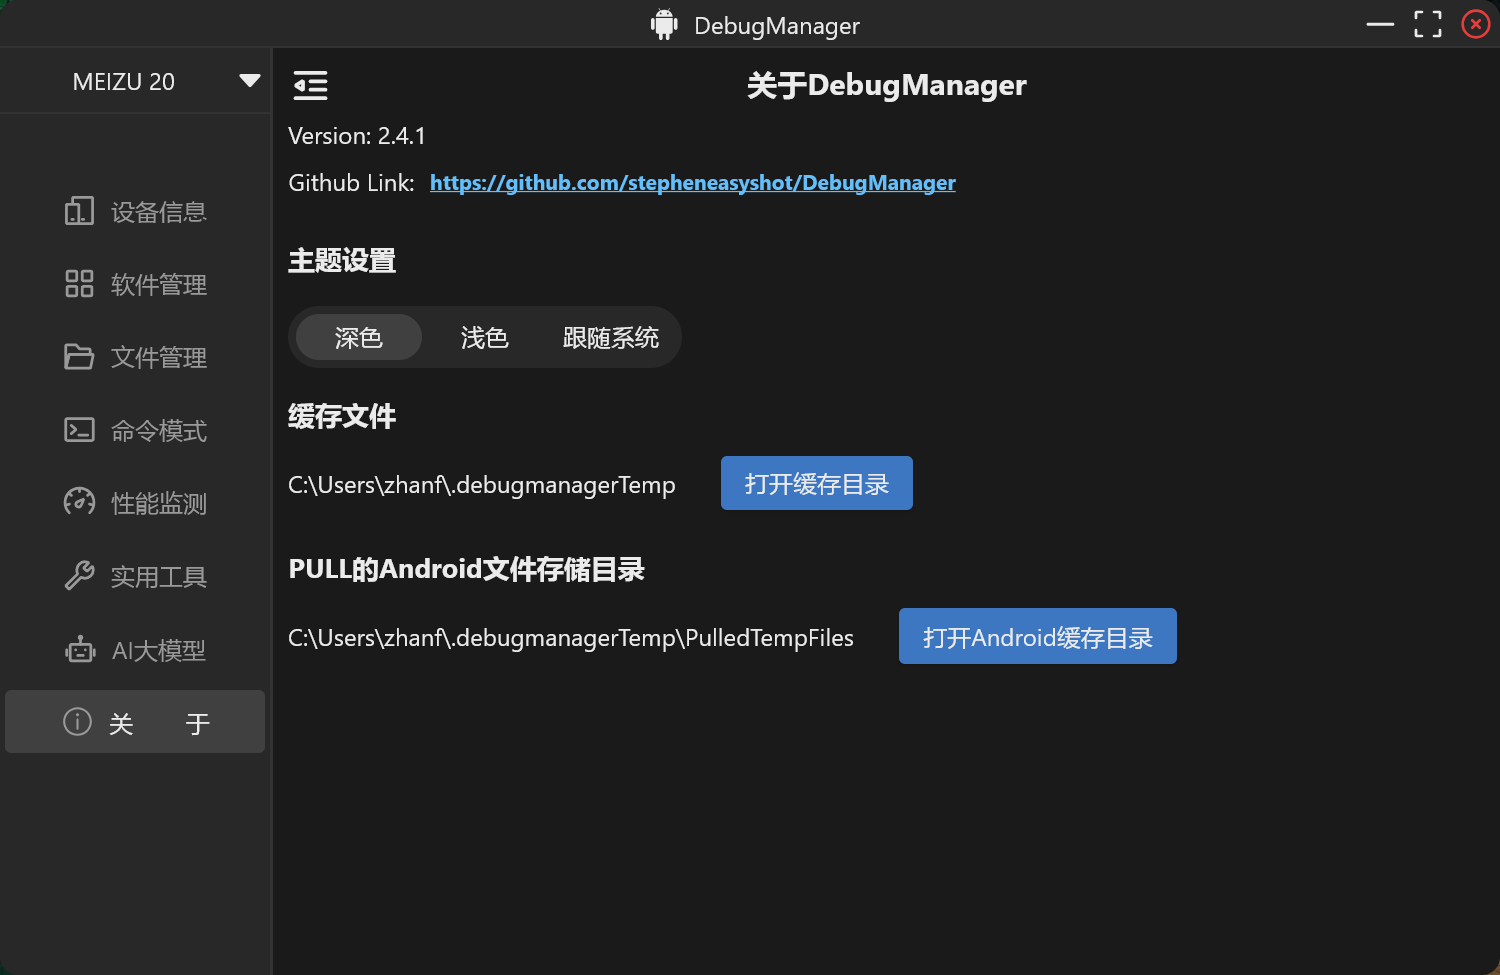 DebugManager
MEIZU 20
设备信息
软件管理
文件管理
命令模式
性能监测
实用工具
AI大模型
关 于
关于DebugManager
Version: 2.4.1
Github Link: https://github.com/stepheneasyshot/DebugManager
主题设置
深色 浅色 跟随系统
缓存文件
C:\Users\zhanf\.debugmanagerTemp 打开缓存目录
PULL的Android文件存储目录
C:\Users\zhanf\.debugmanagerTemp\PulledTempFiles 打开Android缓存目录